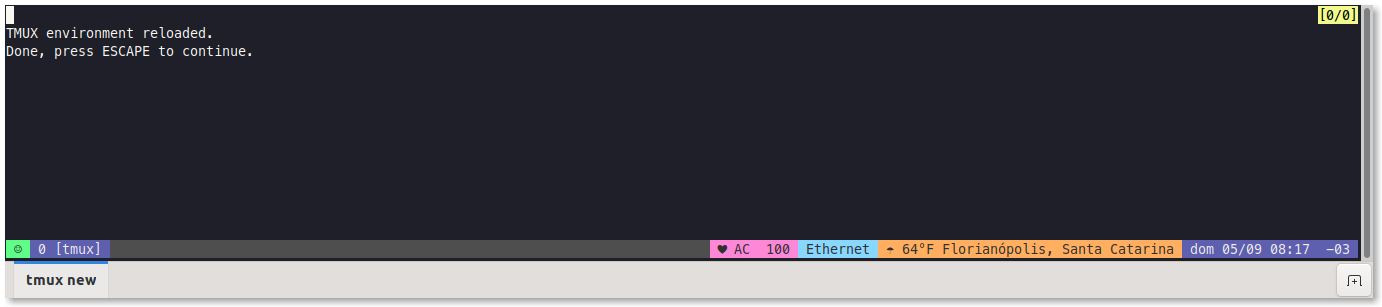 [0/0]
TMUX environment reloaded.
Done, press ESCAPE to continue.
☺ 0 [tmux] ♥ AC 100 Ethernet ☂ 64°F Florianópolis, Santa Catarina dom 05/09 08:17 -03
tmux new